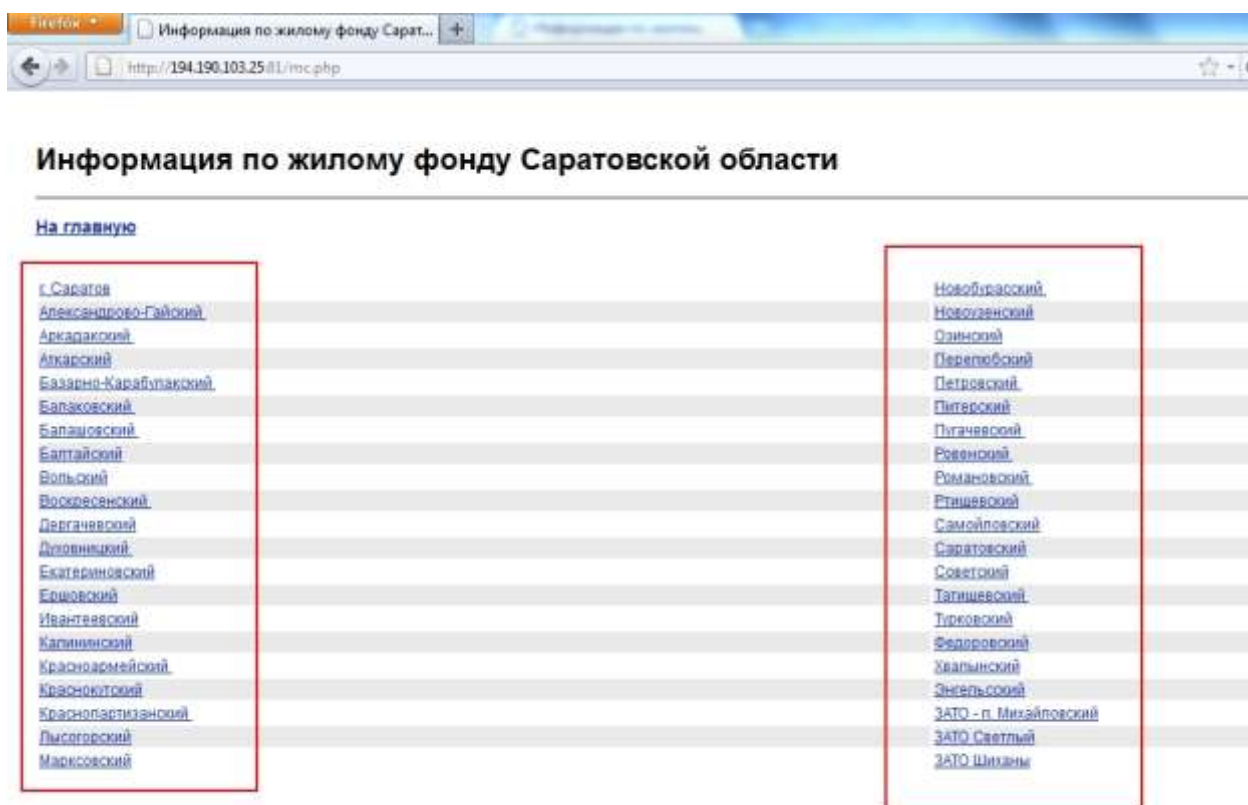 Firefox
Информация по жилому фонду Сарат...
http://194.190.103.25:81/mc.php
Информация по жилому фонду Саратовской области
На главную
г. Саратов
Александрово-Гайский
Аркадакский
Аткарский
Базарно-Карабулакский
Балаковский
Балашовский
Балтайский
Вольский
Воскресенский
Дергачевский
Духовницкий
Екатериновский
Ершовский
Ивантеевский
Калининский
Красноармейский
Краснокутский
Краснопартизанский
Лысогорский
Марксовский
Новобурасский
Новоузенский
Озинский
Перелюбский
Петровский
Питерский
Пугачевский
Ровенский
Романовский
Ртищевский
Самойловский
Саратовский
Советский
Татищевский
Турковский
Федоровский
Хвалынский
Энгельсский
ЗАТО - п. Михайловский
ЗАТО Светлый
ЗАТО Шиханы